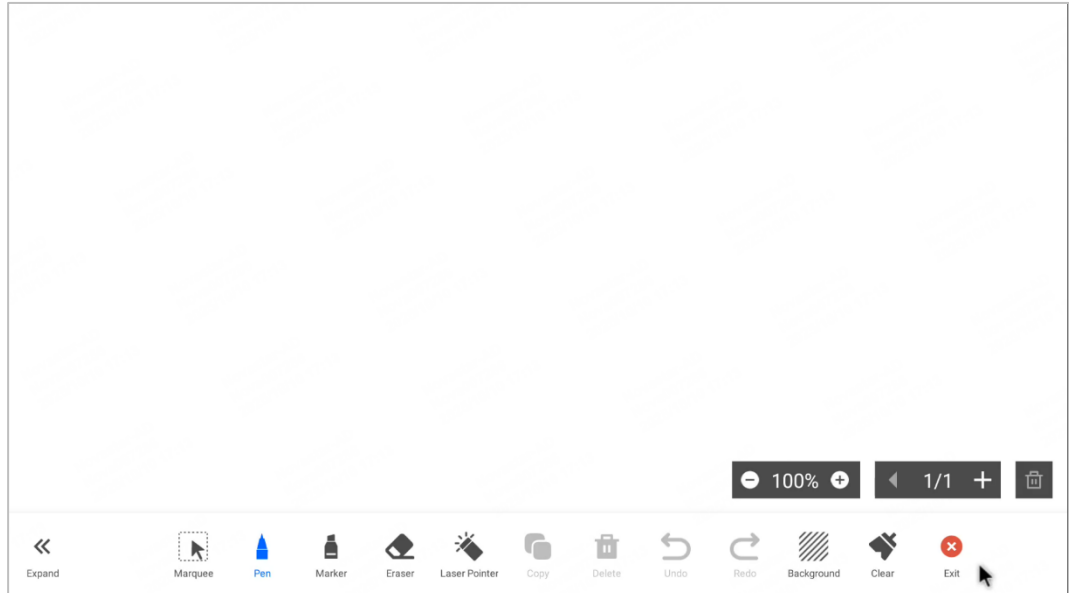 100%
1/1
Expand
Marquee
Pen
Marker
Eraser
Laser Pointer
Copy
Delete
Undo
Redo
Background
Clear
Exit